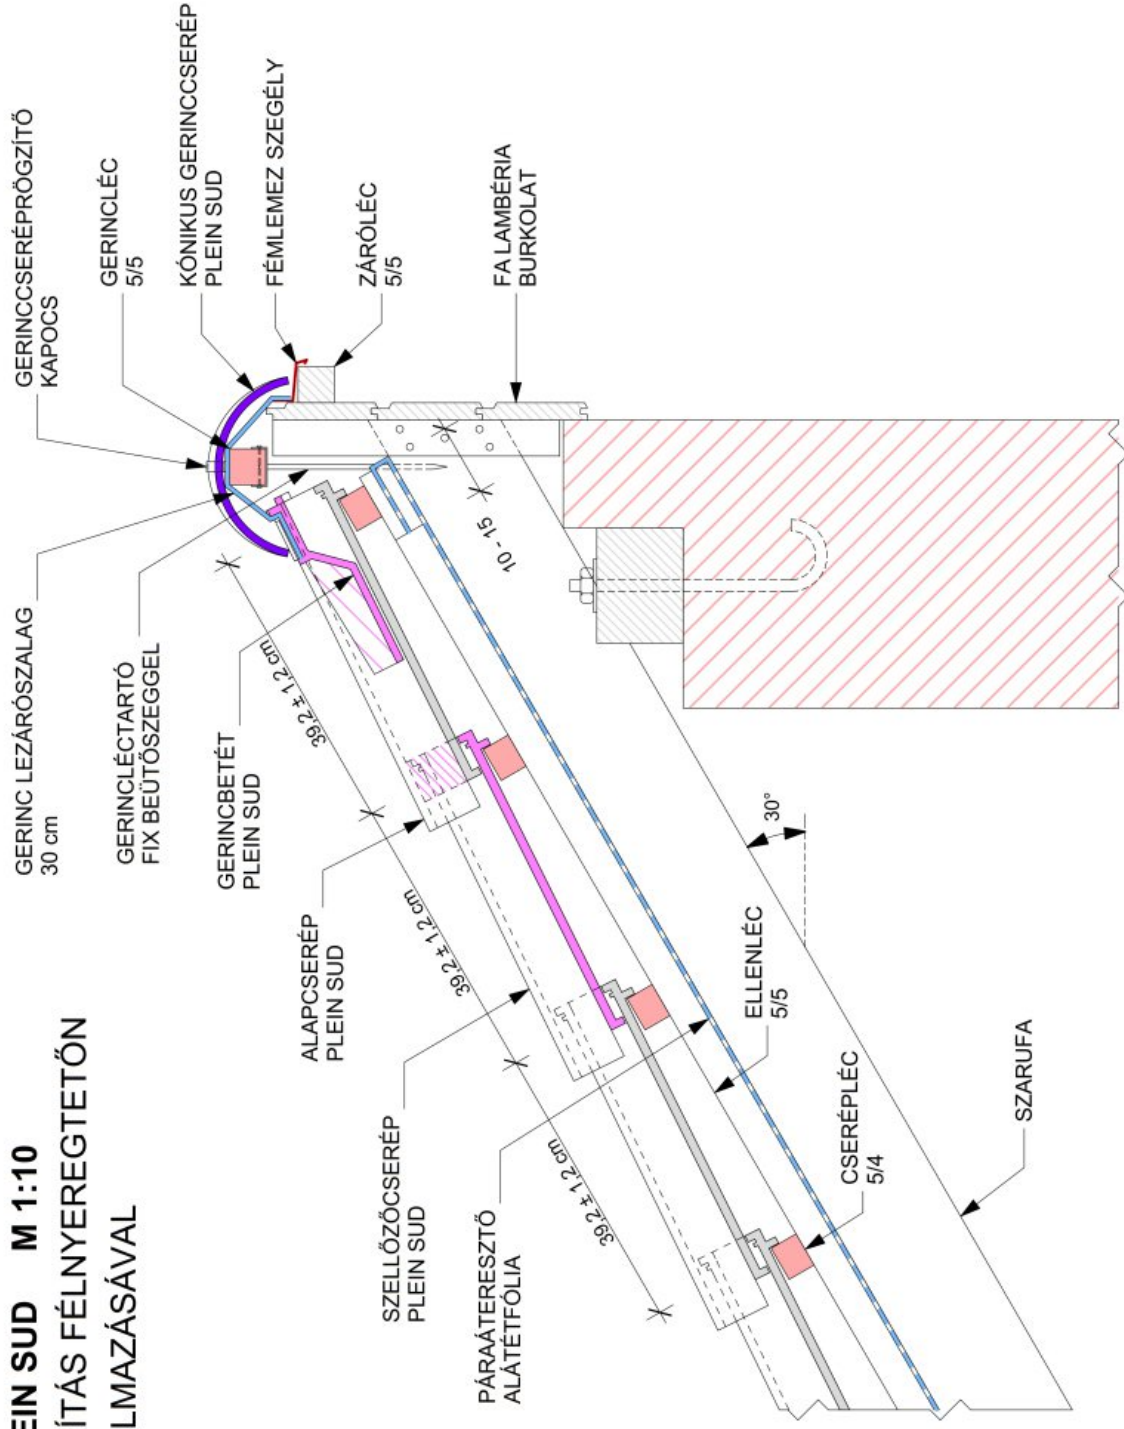 EIN SUD M 1:10
ÍTÁS FÉLNYEREGTETŐN
LMAZÁSÁVAL
GERINC LEZÁRÓSZALAG
30 cm
GERINCCSERÉPRÖGZÍTŐ
KAPOCS
GERINCLÉC
5/5
KÓNIKUS GERINCCSERÉP
PLEIN SUD
FÉMLEMEZ SZEGÉLY
ZÁRÓLÉC
5/5
FA LAMBÉRIA
BURKOLAT
GERINCLÉCTARTÓ
FIX BEÜTŐSZEGGEL
GERINCBETÉT
PLEIN SUD
ALAPCSERÉP
PLEIN SUD
SZELLŐZŐCSERÉP
PLEIN SUD
PÁRAÁTERESZTŐ
ALÁTÉTFÓLIA
39,2 ± 1,2 cm
39,2 ± 1,2 cm
39,2 ± 1,2 cm
10 - 15
30°
ELLENLÉC
5/5
CSERÉPLÉC
5/4
SZARUFA